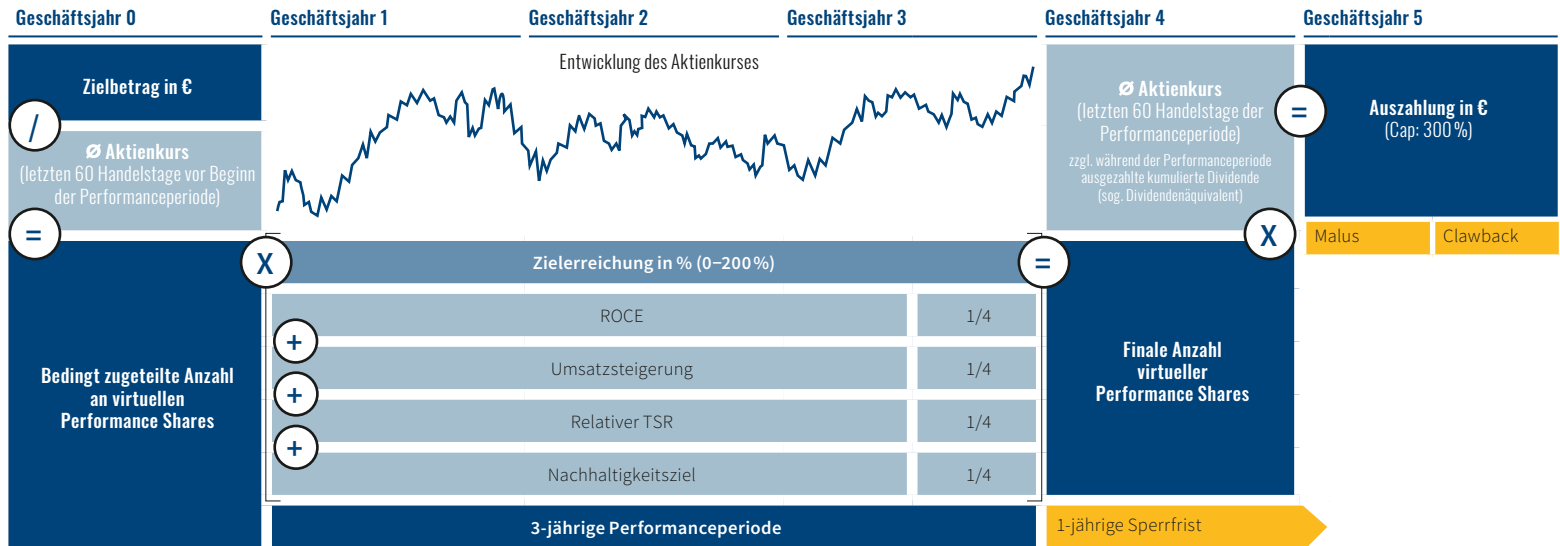 Geschäftsjahr 0
Geschäftsjahr 1
Geschäftsjahr 2
Geschäftsjahr 3
Geschäftsjahr 4
Geschäftsjahr 5
Zielbetrag in €
/
Ø Aktienkurs
(letzten 60 Handelstage vor Beginn
der Performanceperiode)
=
Bedingt zugeteilte Anzahl
an virtuellen
Performance Shares
Entwicklung des Aktienkurses
X
Zielerreichung in % (0–200 %)
=
ROCE
1/4
+
Umsatzsteigerung
1/4
+
Relativer TSR
1/4
+
Nachhaltigkeitsziel
1/4
3-jährige Performanceperiode
Ø Aktienkurs
(letzten 60 Handelstage der
Performanceperiode)
zzgl. während der Performanceperiode
ausgezahlte kumulierte Dividende
(sog. Dividendenäquivalent)
X
Finale Anzahl
virtueller
Performance Shares
1-jährige Sperrfrist
=
Auszahlung in €
(Cap: 300 %)
Malus
Clawback